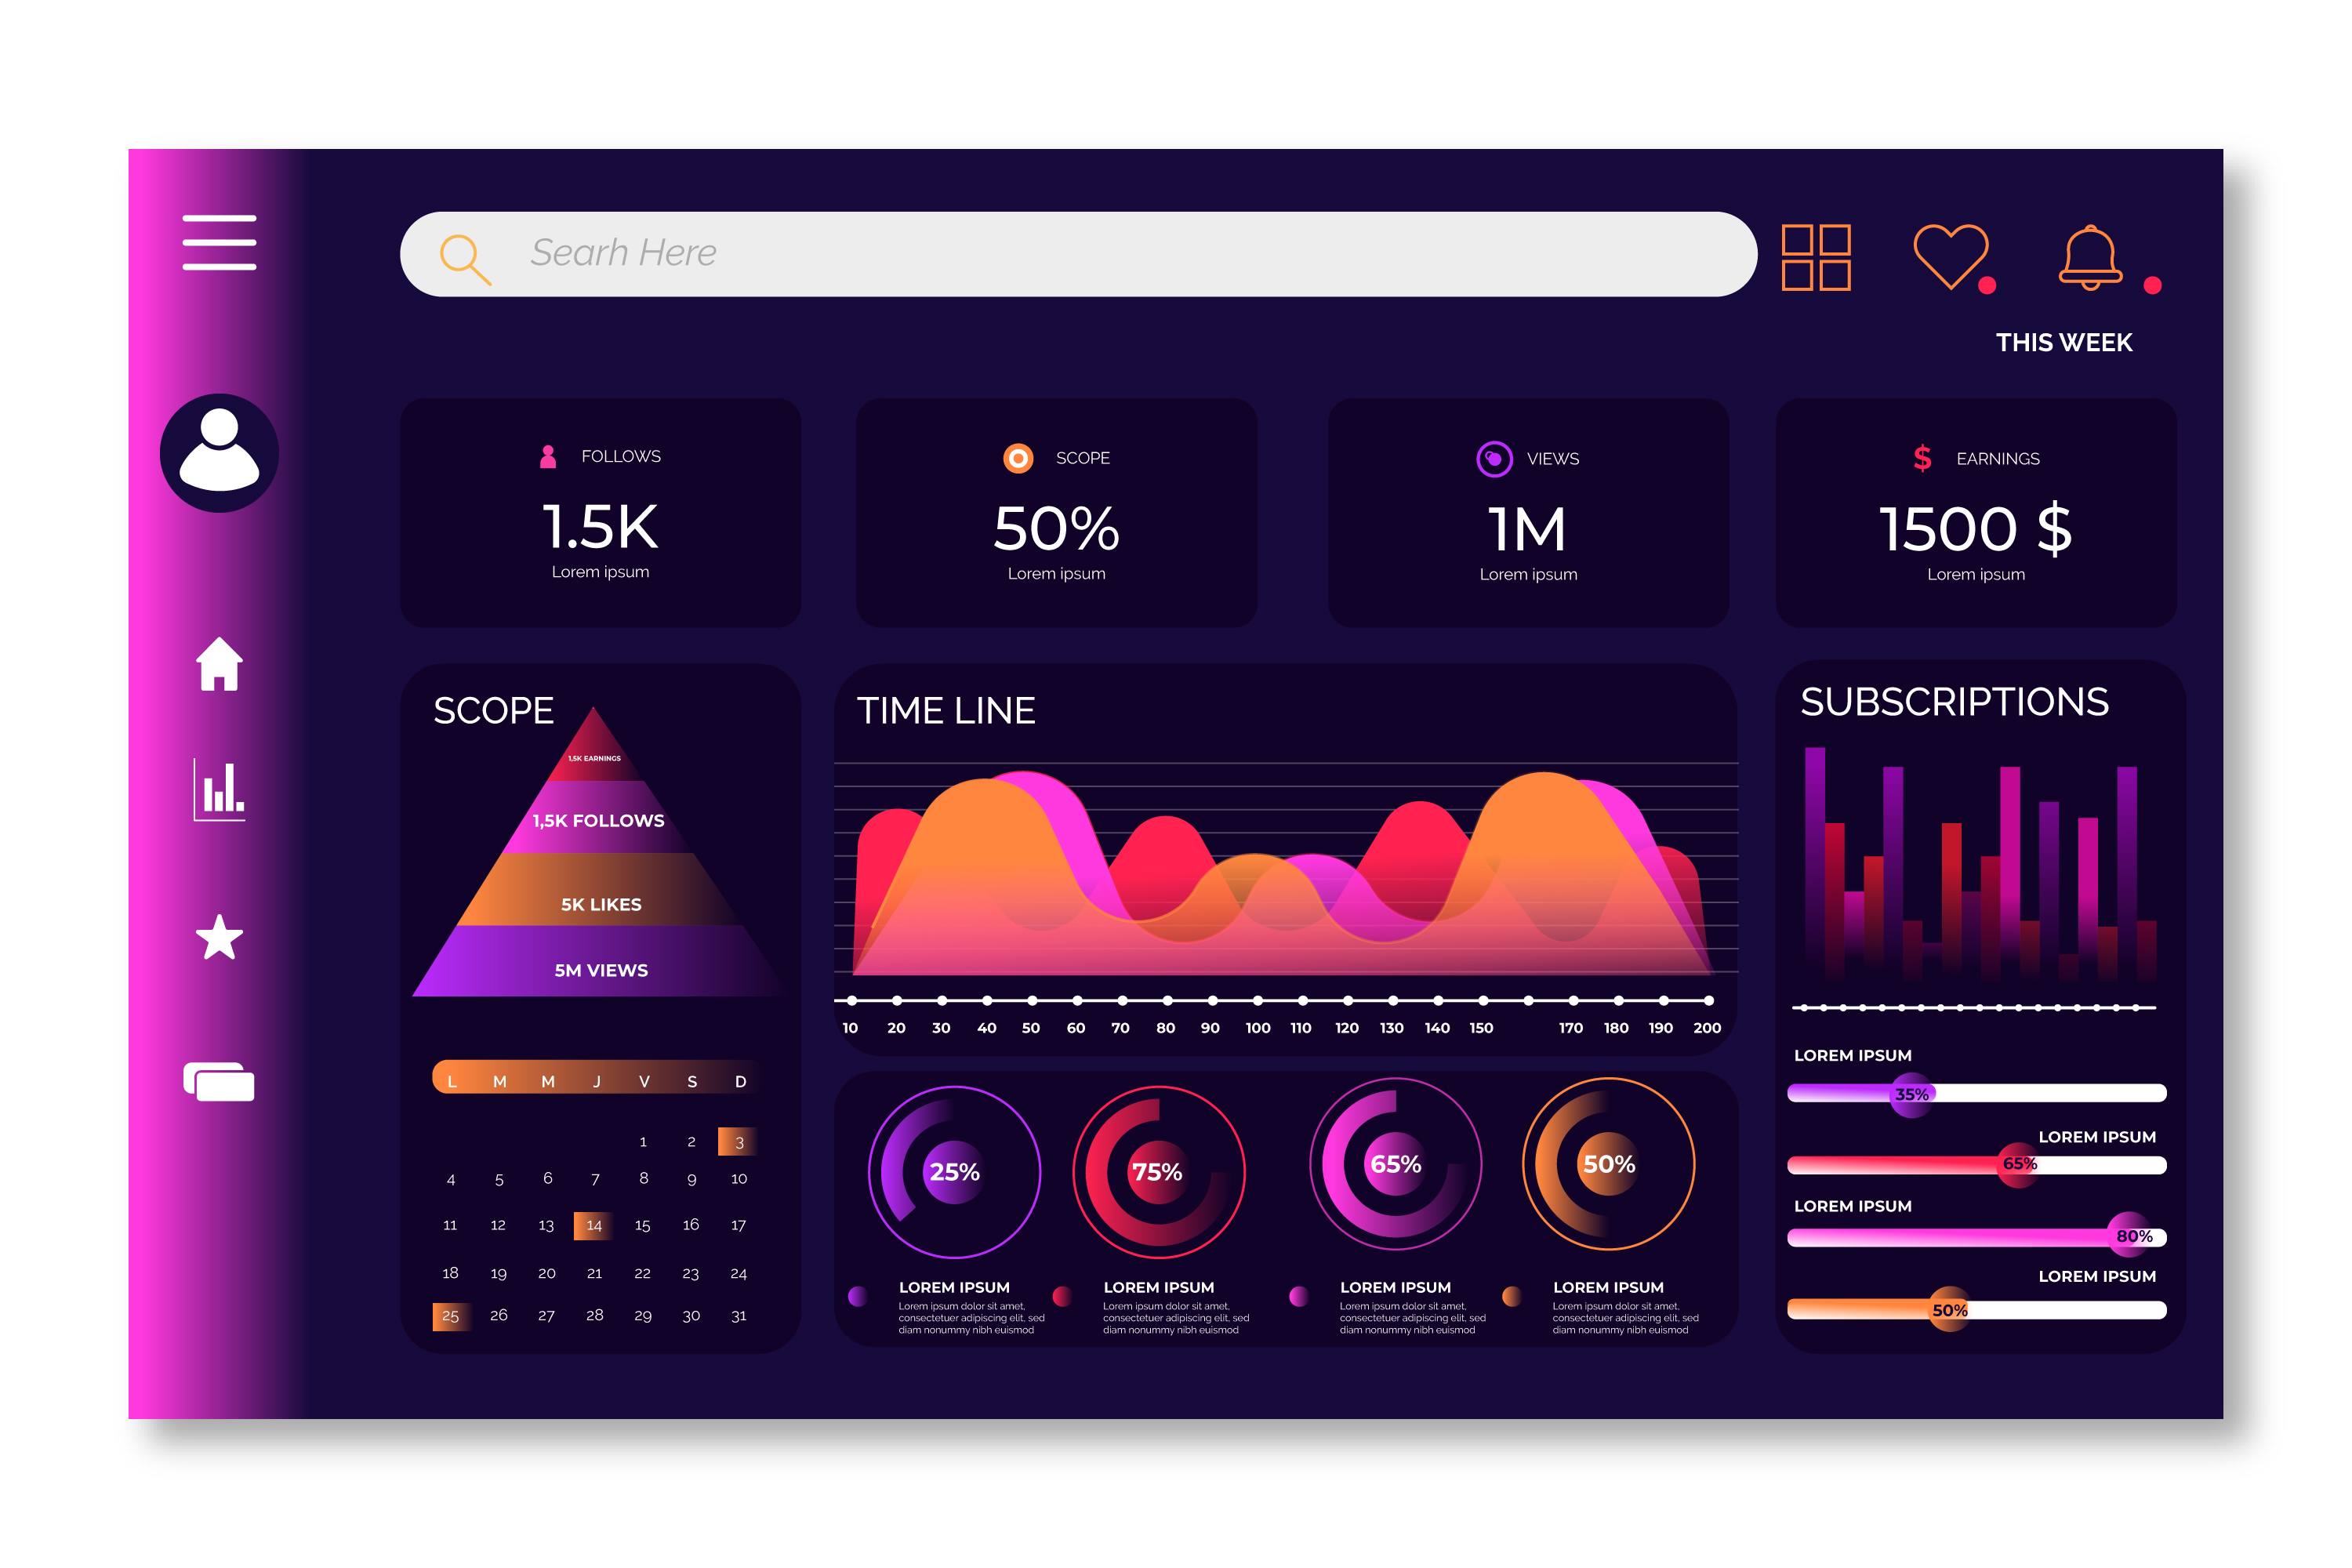 Searh Here
THIS WEEK
FOLLOWS
1.5K
Lorem ipsum
SCOPE
50%
Lorem ipsum
VIEWS
1M
Lorem ipsum
$ EARNINGS
1500 $
Lorem ipsum
SCOPE
1,5K EARNINGS
1,5K FOLLOWS
5K LIKES
5M VIEWS
L M M J V S D
1 2 3
4 5 6 7 8 9 10
11 12 13 14 15 16 17
18 19 20 21 22 23 24
25 26 27 28 29 30 31
TIME LINE
10 20 30 40 50 60 70 80 90 100 110 120 130 140 150 170 180 190 200
25%
LOREM IPSUM
Lorem ipsum dolor sit amet,
consectetuer adipiscing elit, sed
diam nonummy nibh euismod
75%
LOREM IPSUM
Lorem ipsum dolor sit amet,
consectetuer adipiscing elit, sed
diam nonummy nibh euismod
65%
LOREM IPSUM
Lorem ipsum dolor sit amet,
consectetuer adipiscing elit, sed
diam nonummy nibh euismod
50%
LOREM IPSUM
Lorem ipsum dolor sit amet,
consectetuer adipiscing elit, sed
diam nonummy nibh euismod
SUBSCRIPTIONS
LOREM IPSUM
35%
LOREM IPSUM
65%
LOREM IPSUM
80%
LOREM IPSUM
50%